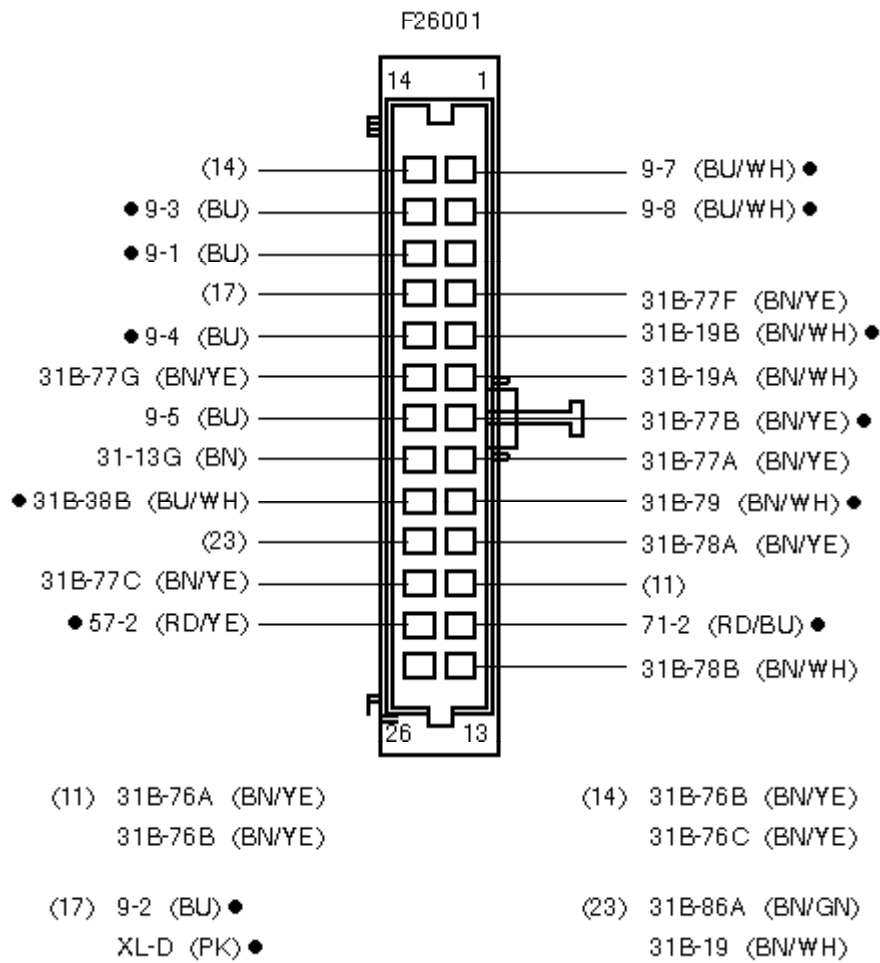 F26001
14 1
(14) 9-7 (BU/WH) ●
● 9-3 (BU) 9-8 (BU/WH) ●
● 9-1 (BU)
(17) 31B-77F (BN/YE)
● 9-4 (BU) 31B-19B (BN/WH) ●
31B-77G (BN/YE) 31B-19A (BN/WH)
9-5 (BU) 31B-77B (BN/YE) ●
31-13G (BN) 31B-77A (BN/YE)
● 31B-38B (BU/WH) 31B-79 (BN/WH) ●
(23) 31B-78A (BN/YE)
31B-77C (BN/YE) (11)
● 57-2 (RD/YE) 71-2 (RD/BU) ●
31B-78B (BN/WH)
26 13
(11) 31B-76A (BN/YE) (14) 31B-76B (BN/YE)
31B-76B (BN/YE) 31B-76C (BN/YE)
(17) 9-2 (BU) ● (23) 31B-86A (BN/GN)
XL-D (PK) ● 31B-19 (BN/WH)